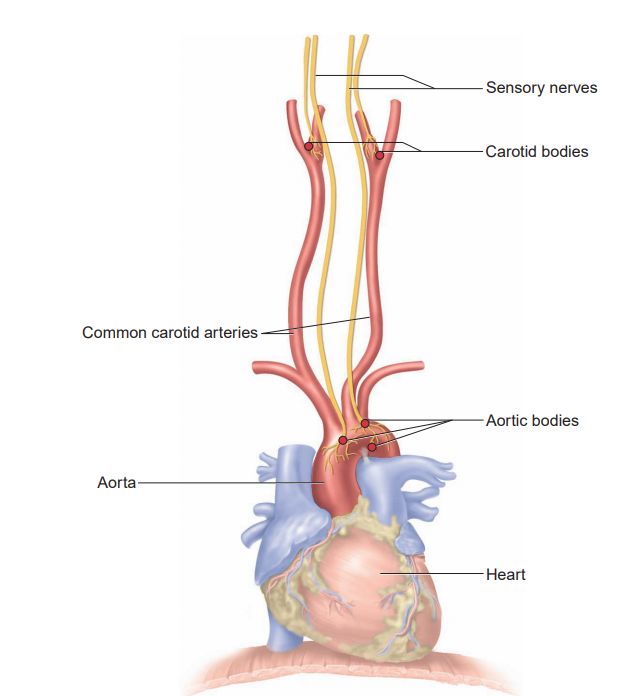 Sensory nerves
Carotid bodies
Common carotid arteries
Aortic bodies
Aorta
Heart